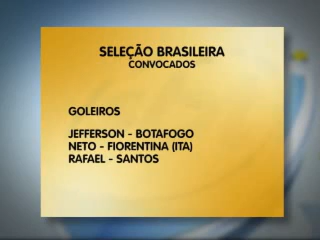 SELEÇÃO BRASILEIRA
CONVOCADOS
GOLEIROS
JEFFERSON - BOTAFOGO
NETO - FIORENTINA (ITA)
RAFAEL - SANTOS